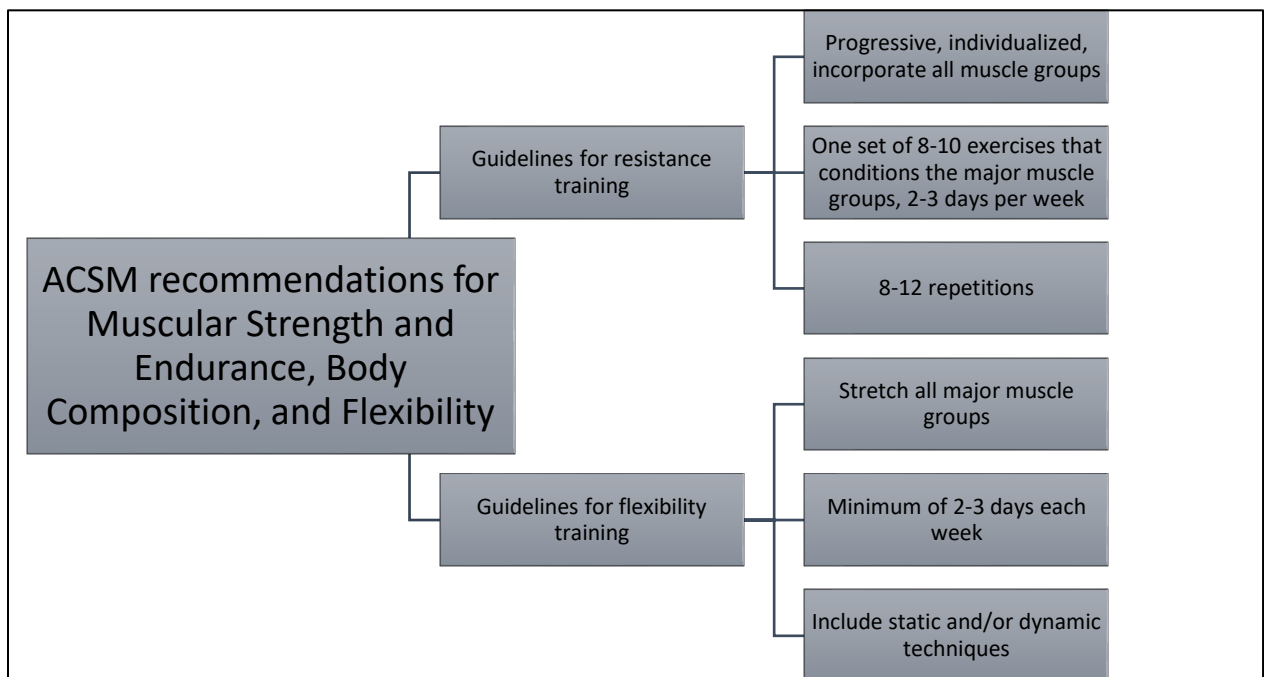 ACSM recommendations for
Muscular Strength and
Endurance, Body
Composition, and Flexibility
Guidelines for resistance
training
Progressive, individualized,
incorporate all muscle groups
One set of 8-10 exercises that
conditions the major muscle
groups, 2-3 days per week
8-12 repetitions
Guidelines for flexibility
training
Stretch all major muscle
groups
Minimum of 2-3 days each
week
Include static and/or dynamic
techniques